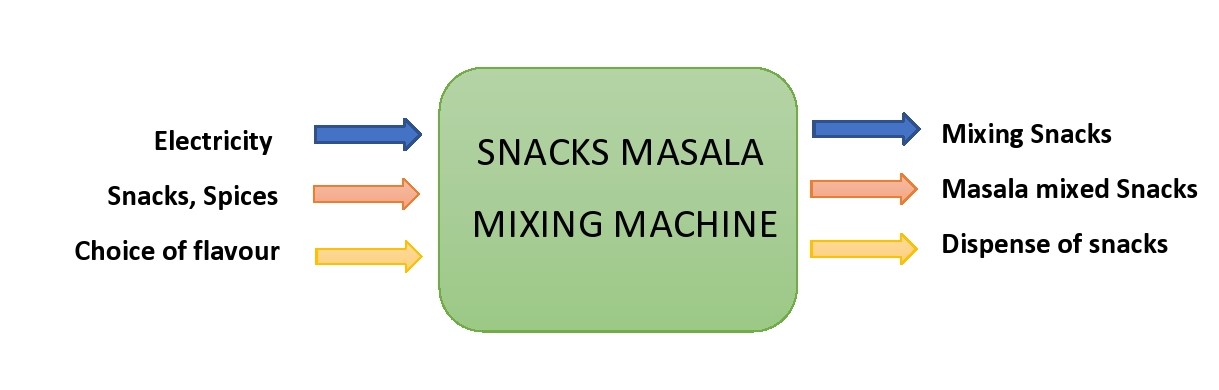 Electricity
Snacks, Spices
Choice of flavour
SNACKS MASALA
MIXING MACHINE
Mixing Snacks
Masala mixed Snacks
Dispense of snacks